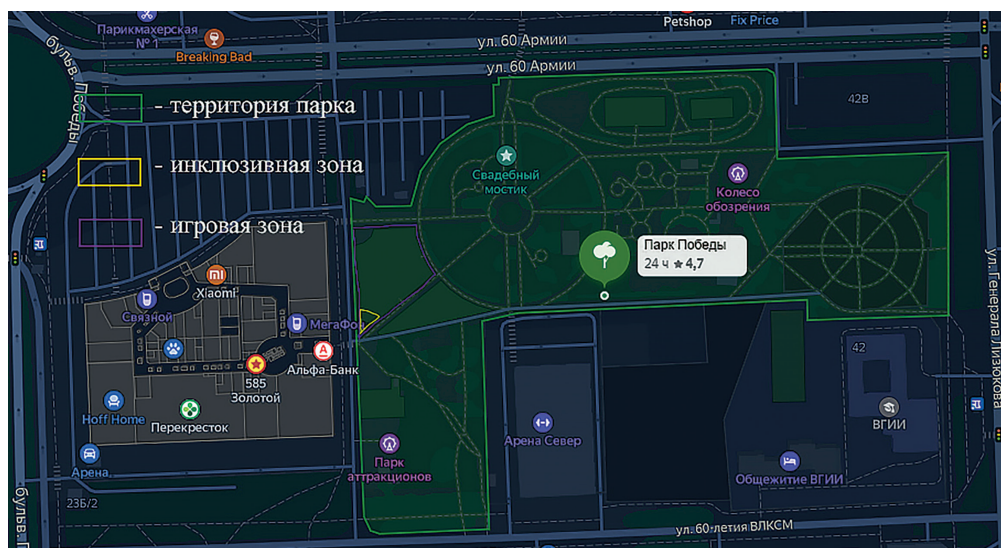 Petshop
Fix Price
Парикмахерская
№ 1
Breaking Bad
ул. 60 Армии
ул. 60 Армии
бульв. Победы
- территория парка
42В
- инклюзивная зона
Свадебный
мостик
Колесо
обозрения
- игровая зона
Парк Победы
24 ч ★ 4,7
ул. Генерала Лизюкова
Xiaomi
Связной
МегаФон
Альфа-Банк
585
Золотой
42
Hoff Home
Перекресток
ВГИИ
Арена Север
Арена
Парк
аттракционов
Общежитие ВГИИ
23Б/2
бульв. П
ул. 60-летия ВЛКСМ